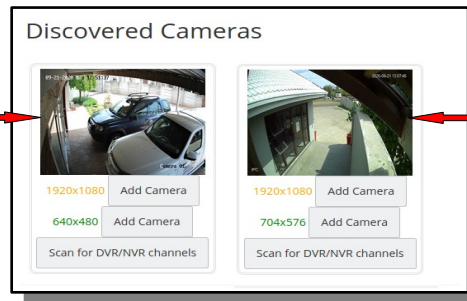 Discovered Cameras
1920x1080 Add Camera
640x480 Add Camera
Scan for DVR/NVR channels
1920x1080 Add Camera
704x576 Add Camera
Scan for DVR/NVR channels